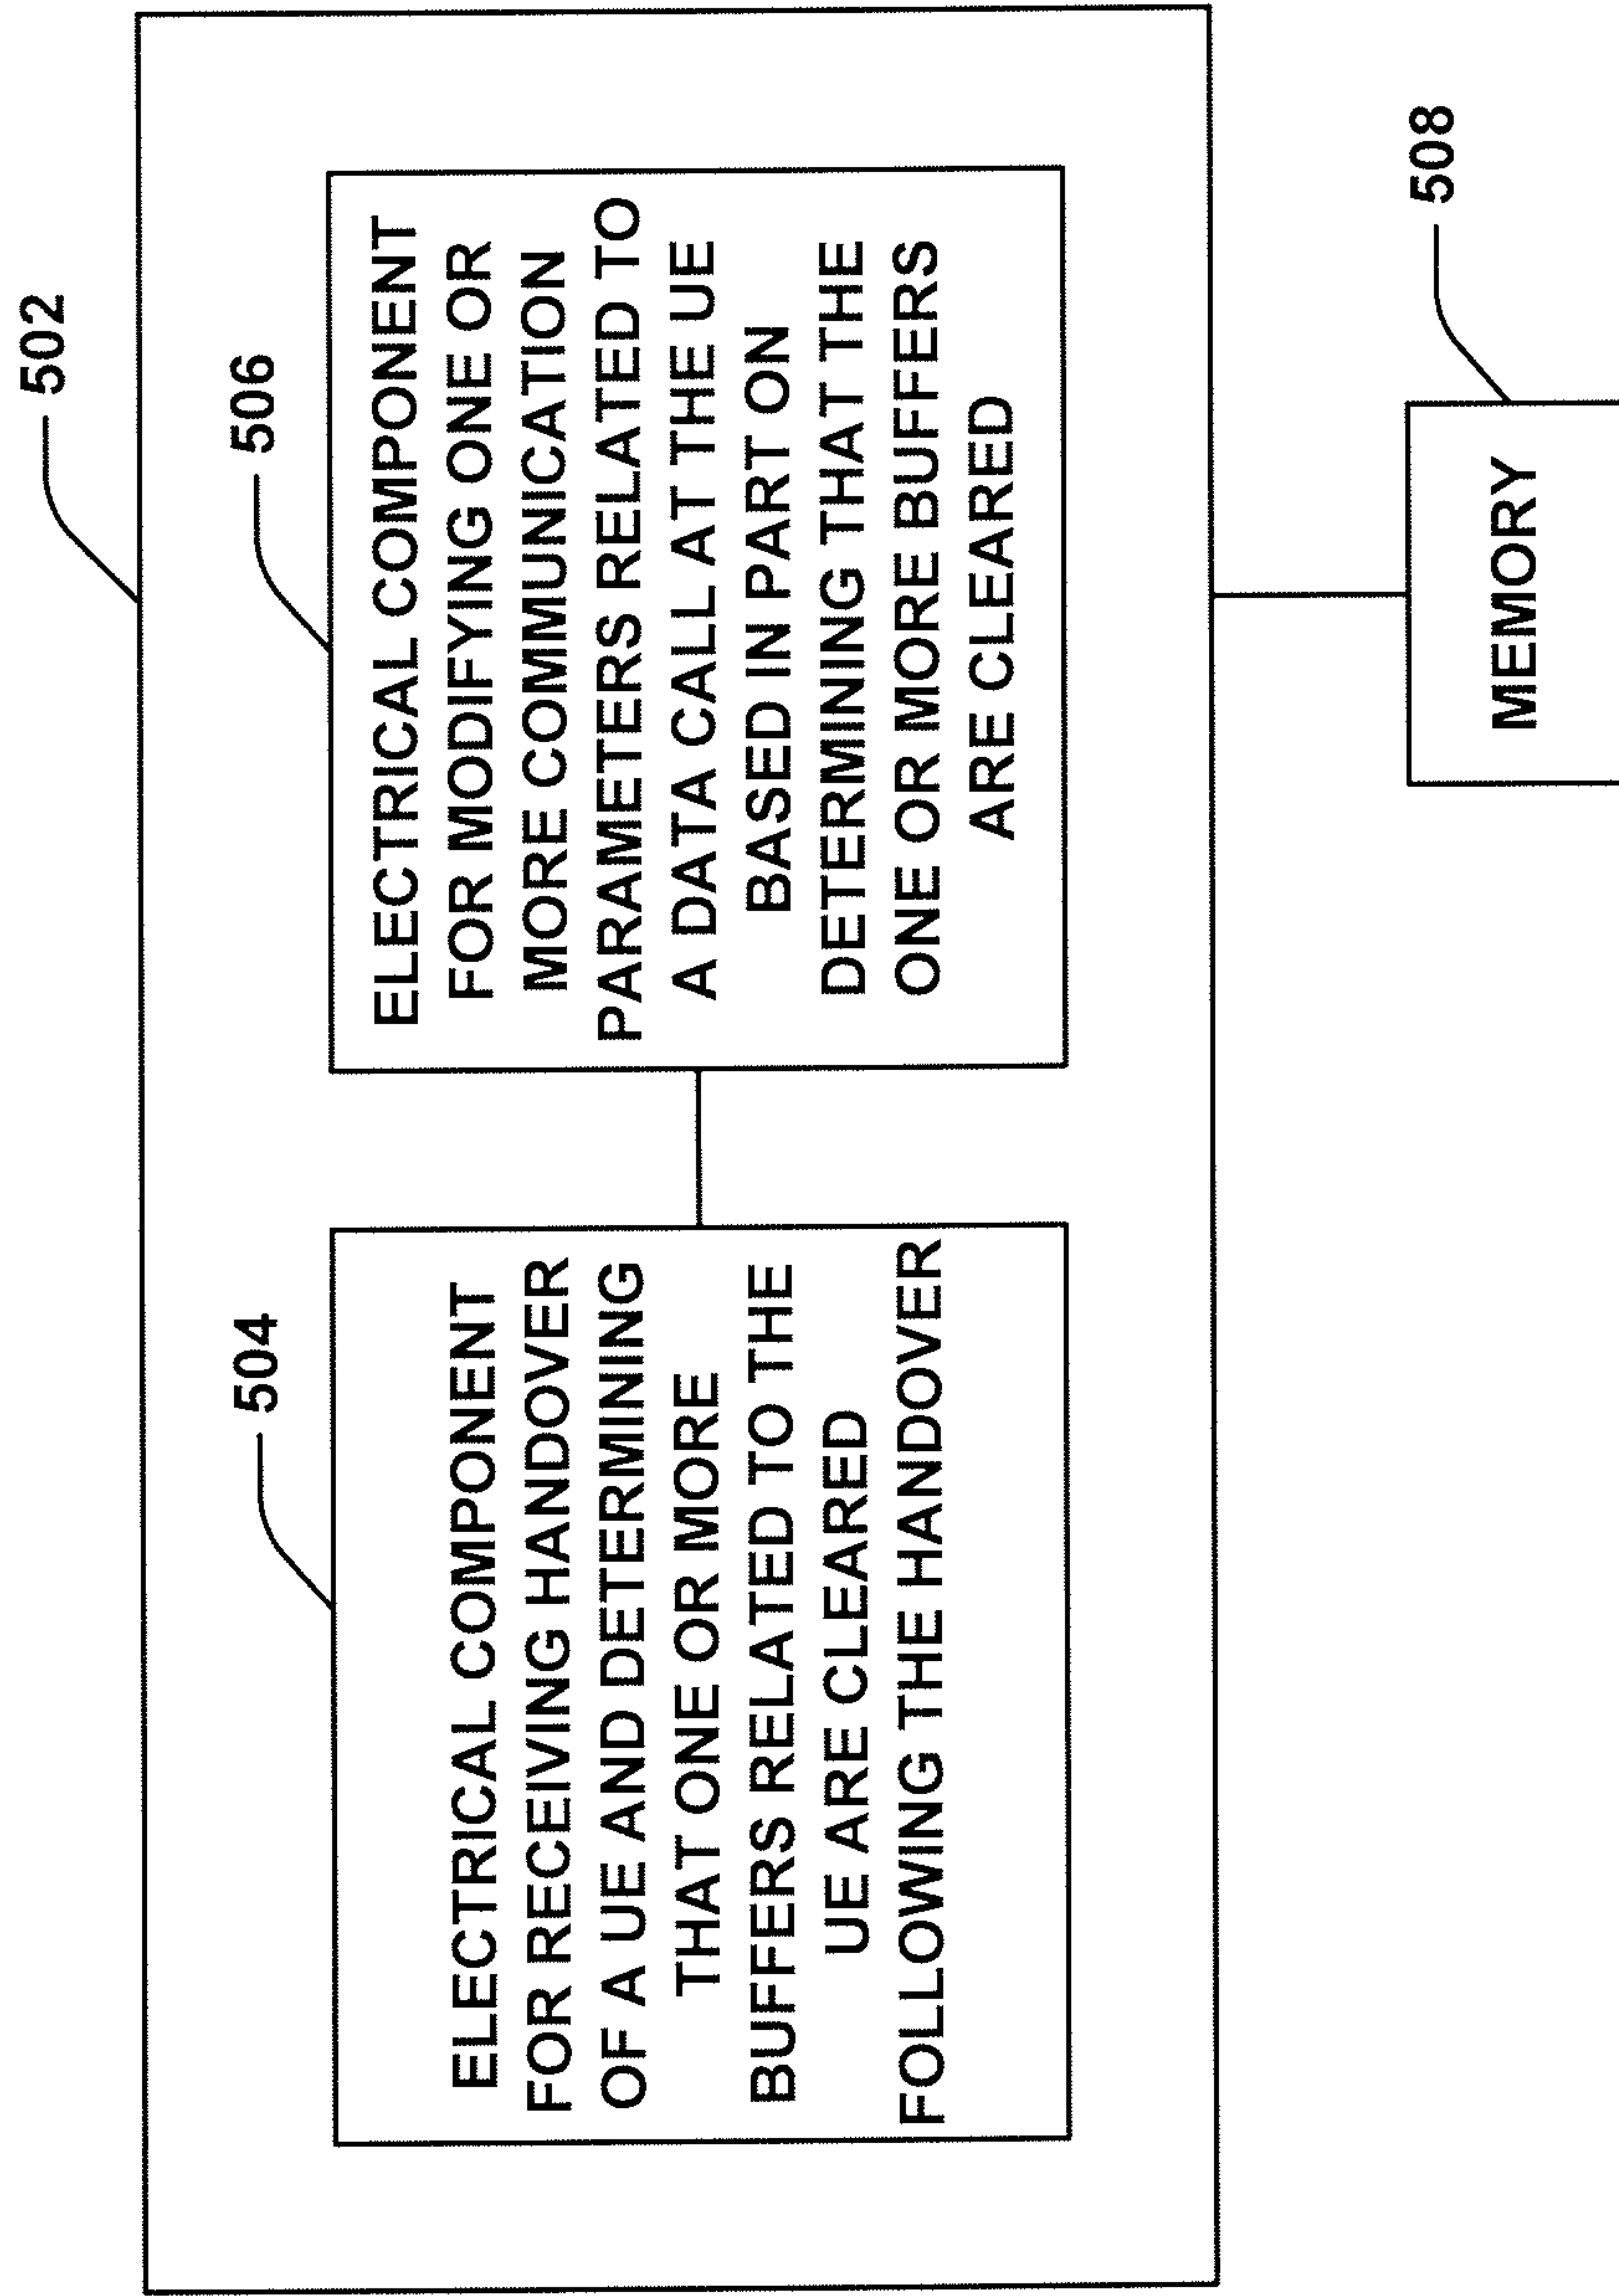 502
504
ELECTRICAL COMPONENT
FOR RECEIVING HANDOVER
OF A UE AND DETERMINING
THAT ONE OR MORE
BUFFERS RELATED TO THE
UE ARE CLEARED
FOLLOWING THE HANDOVER
506
ELECTRICAL COMPONENT
FOR MODIFYING ONE OR
MORE COMMUNICATION
PARAMETERS RELATED TO
A DATA CALL AT THE UE
BASED IN PART ON
DETERMINING THAT THE
ONE OR MORE BUFFERS
ARE CLEARED
508
MEMORY